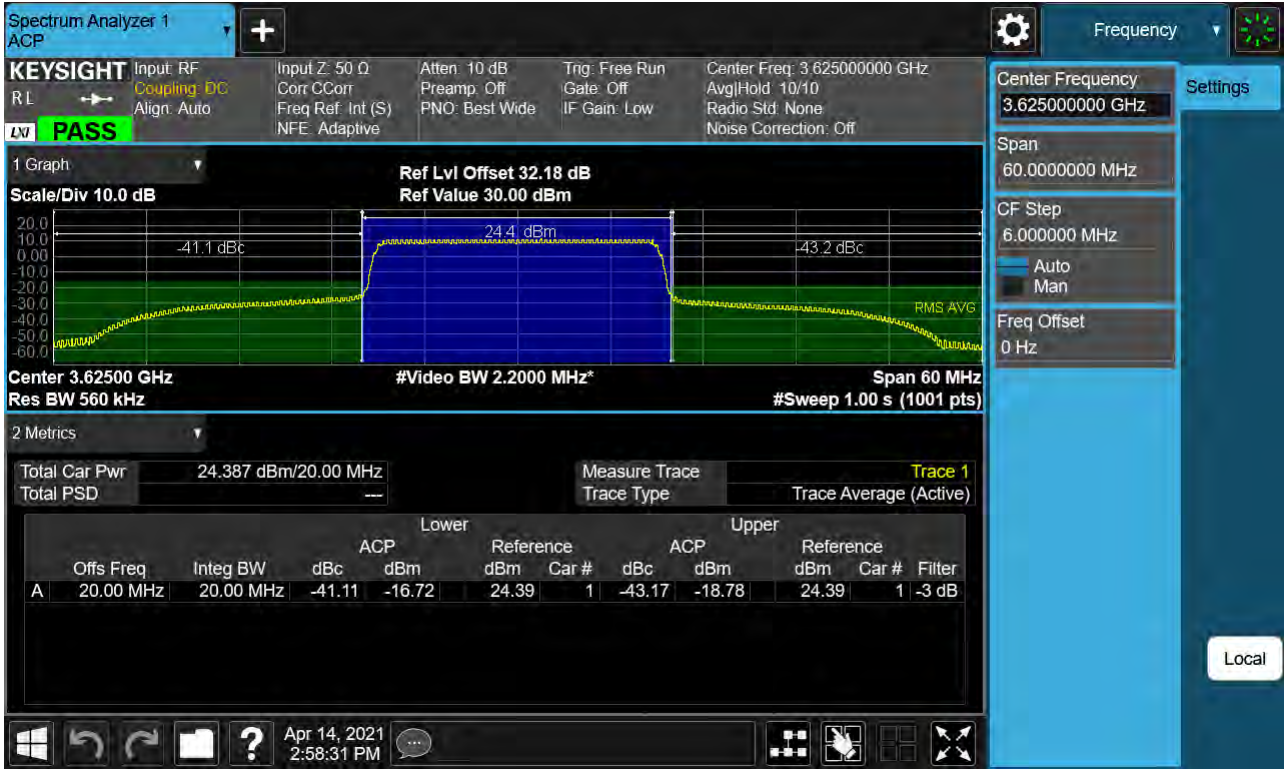 Spectrum Analyzer 1
ACP
+
Frequency
KEYSIGHT
R L
LXI
PASS
Input: RF
Coupling: DC
Align: Auto
Input Z: 50 Ω
Corr CCorr
Freq Ref: Int (S)
NFE: Adaptive
Atten: 10 dB
Preamp: Off
PNO: Best Wide
Trig: Free Run
Gate: Off
IF Gain: Low
Center Freq: 3.625000000 GHz
Avg|Hold: 10/10
Radio Std: None
Noise Correction: Off
1 Graph
Scale/Div 10.0 dB
Ref Lvl Offset 32.18 dB
Ref Value 30.00 dBm
20.0
10.0
0.00
-10.0
-20.0
-30.0
-40.0
-50.0
-60.0
-41.1 dBc
24.4 dBm
-43.2 dBc
RMS AVG
Center 3.62500 GHz
#Video BW 2.2000 MHz*
Span 60 MHz
Res BW 560 kHz
#Sweep 1.00 s (1001 pts)
2 Metrics
Total Car Pwr 24.387 dBm/20.00 MHz
Total PSD ---
Measure Trace Trace 1
Trace Type Trace Average (Active)
Lower Upper
ACP Reference ACP Reference
Offs Freq Integ BW dBc dBm dBm Car # dBc dBm dBm Car # Filter
A 20.00 MHz 20.00 MHz -41.11 -16.72 24.39 1 -43.17 -18.78 24.39 1 -3 dB
Center Frequency
3.625000000 GHz
Span
60.0000000 MHz
CF Step
6.000000 MHz
Auto
Man
Freq Offset
0 Hz
Settings
Local
?
Apr 14, 2021
2:58:31 PM